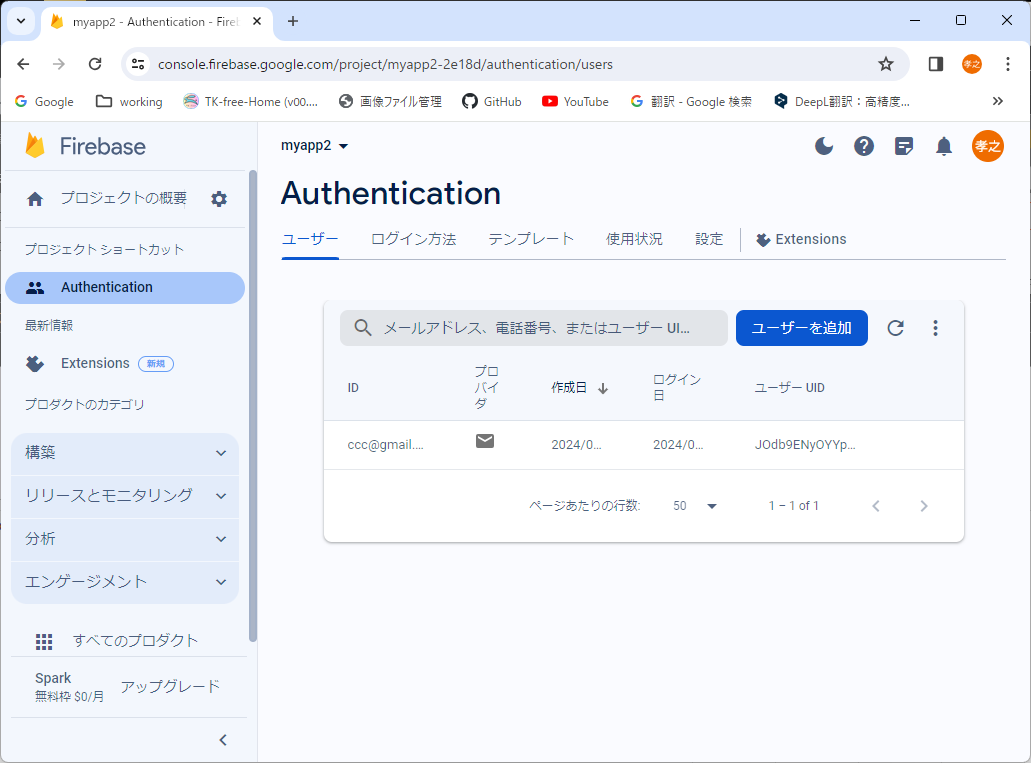 myapp2 - Authentication - Fireb
console.firebase.google.com/project/myapp2-2e18d/authentication/users
孝之
Google
working
TK-free-Home (v00....
画像ファイル管理
GitHub
YouTube
翻訳 - Google 検索
DeepL翻訳：高精度...
Firebase
myapp2
孝之
プロジェクトの概要
Authentication
プロジェクト ショートカット
Authentication
最新情報
Extensions 新規
プロダクトのカテゴリ
構築
リリースとモニタリング
分析
エンゲージメント
すべてのプロダクト
Spark
無料枠 $0/月
アップグレード
ユーザー
ログイン方法
テンプレート
使用状況
設定
Extensions
メールアドレス、電話番号、またはユーザー UI...
ユーザーを追加
ID
プロ
バイ
ダ
作成日
ログイン
日
ユーザー UID
ccc@gmail....
2024/0...
2024/0...
JOdb9ENyOYYp...
ページあたりの行数:
50
1 – 1 of 1